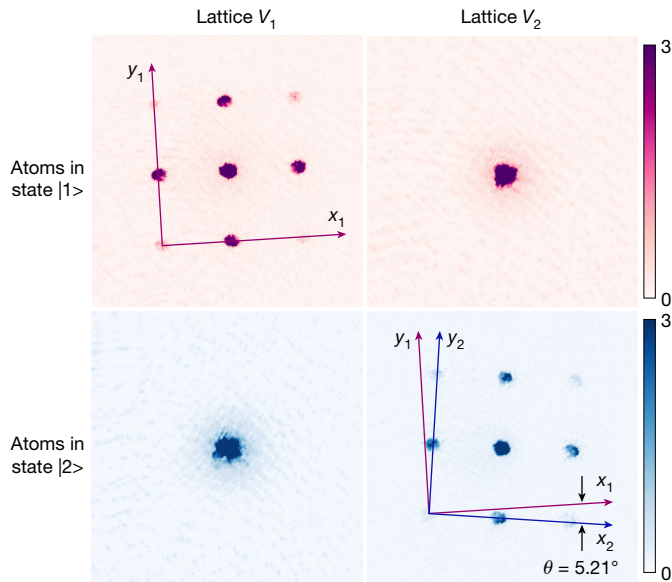 Lattice V₁
Lattice V₂
Atoms in
state |1>
y₁
x₁
3
0
Atoms in
state |2>
y₁
y₂
x₁
x₂
θ = 5.21°
3
0